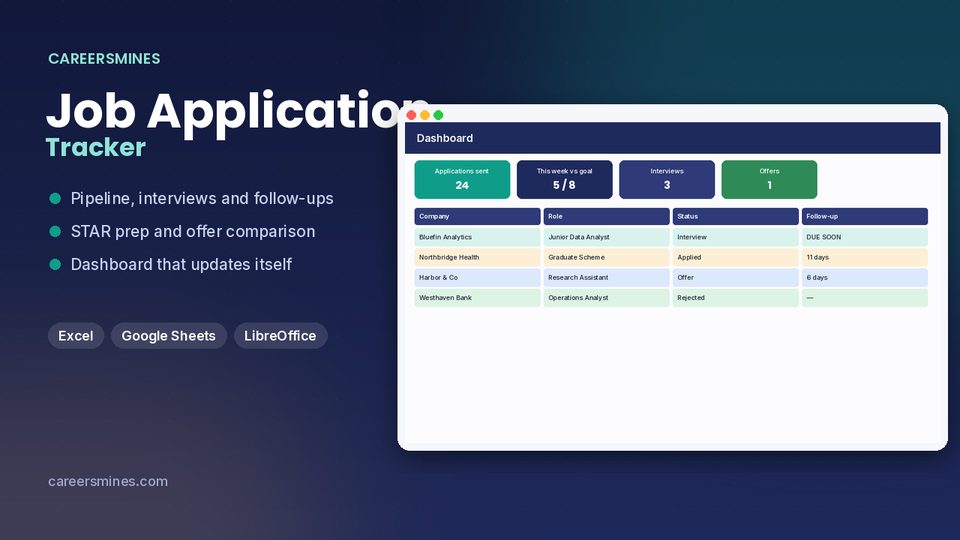 CAREERSMINES
Job Application
Tracker
Pipeline, interviews and follow-ups
STAR prep and offer comparison
Dashboard that updates itself
Excel Google Sheets LibreOffice
careersmines.com
Dashboard
Applications sent This week vs goal Interviews Offers
24 5 / 8 3 1
Company Role Status Follow-up
Bluefin Analytics Junior Data Analyst Interview DUE SOON
Northbridge Health Graduate Scheme Applied 11 days
Harbor & Co Research Assistant Offer 6 days
Westhaven Bank Operations Analyst Rejected —